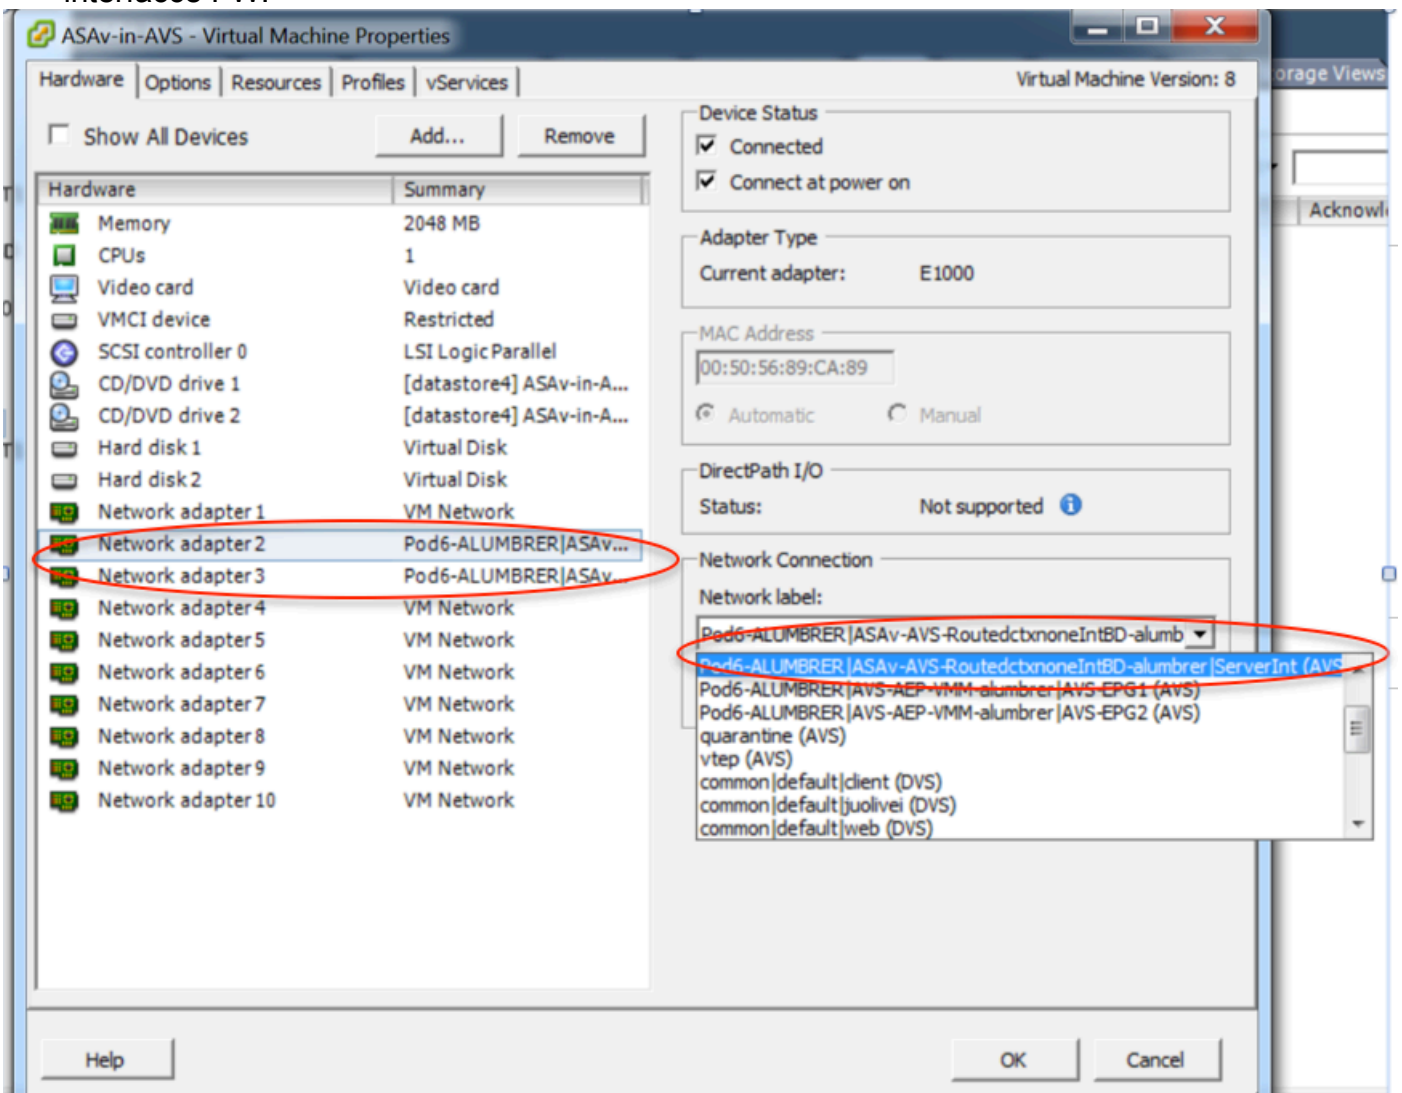 ASAv-in-AVS - Virtual Machine Properties
Hardware Options Resources Profiles vServices Virtual Machine Version: 8
orage Views
Show All Devices Add... Remove
Hardware Summary
Memory 2048 MB
CPUs 1
Video card Video card
VMCI device Restricted
SCSI controller 0 LSI Logic Parallel
CD/DVD drive 1 [datastore4] ASAv-in-A...
CD/DVD drive 2 [datastore4] ASAv-in-A...
Hard disk 1 Virtual Disk
Hard disk 2 Virtual Disk
Network adapter 1 VM Network
Network adapter 2 Pod6-ALUMBRER|ASAv...
Network adapter 3 Pod6-ALUMBRER|ASAv...
Network adapter 4 VM Network
Network adapter 5 VM Network
Network adapter 6 VM Network
Network adapter 7 VM Network
Network adapter 8 VM Network
Network adapter 9 VM Network
Network adapter 10 VM Network
Device Status
Connected
Connect at power on
Adapter Type
Current adapter: E1000
MAC Address
00:50:56:89:CA:89
Automatic Manual
DirectPath I/O
Status: Not supported
Network Connection
Network label:
Pod6-ALUMBRER|ASAv-AVS-RoutedctxnoneIntBD-alumb
Pod6-ALUMBRER|ASAv-AVS-RoutedctxnoneIntBD-alumbrer|ServerInt (AVS
Pod6-ALUMBRER|AVS-AEP-VMM-alumbrer|AVS-EPG1 (AVS)
Pod6-ALUMBRER|AVS-AEP-VMM-alumbrer|AVS-EPG2 (AVS)
quarantine (AVS)
vtep (AVS)
common|default|client (DVS)
common|default|juolivei (DVS)
common|default|web (DVS)
Acknowl
Help OK Cancel